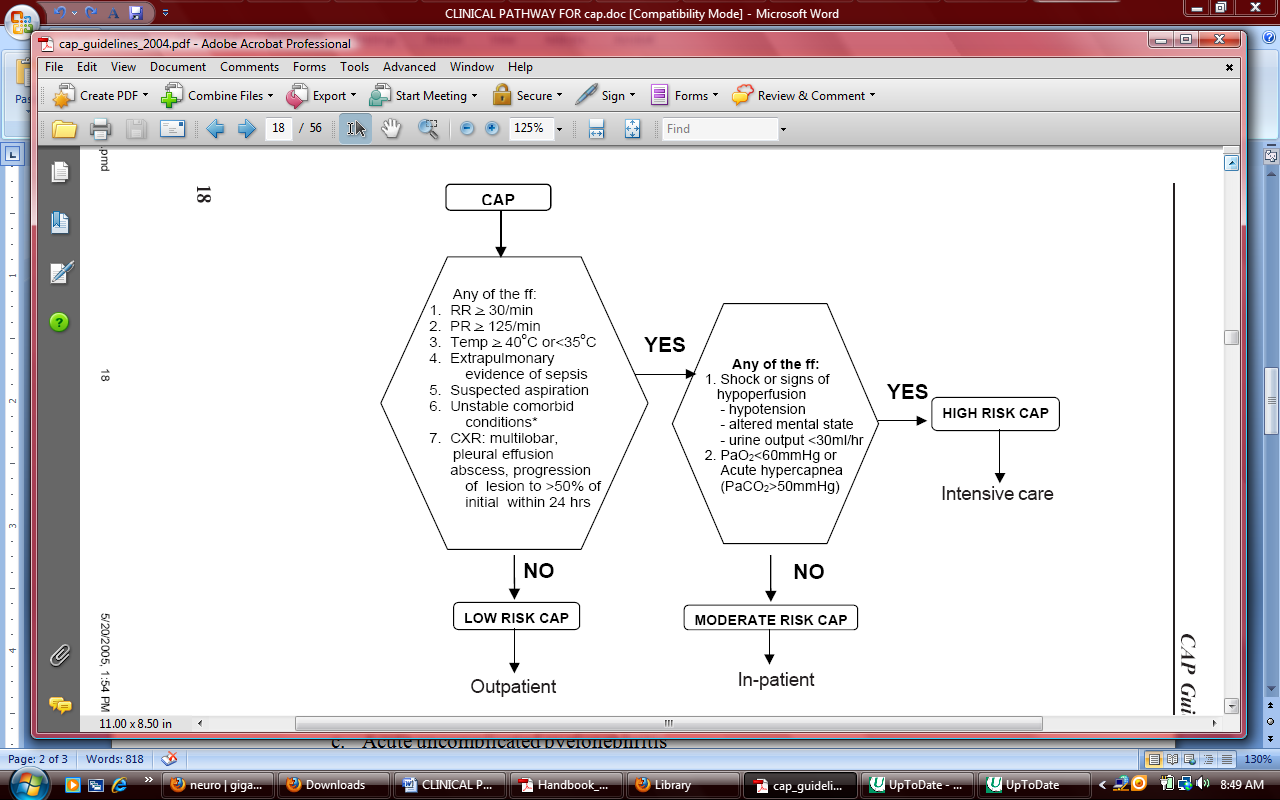 CLINICAL PATHWAY FOR cap.doc [Compatibility Mode] - Microsoft Word
cap_guidelines_2004.pdf - Adobe Acrobat Professional
File Edit View Document Comments Forms Tools Advanced Window Help
Create PDF Combine Files Export Start Meeting Secure Sign Forms Review & Comment
18 / 56 125% Find
.pmd
18
18
5/20/2005, 1:54 PM
CAP
Any of the ff:
1. RR ≥ 30/min
2. PR ≥ 125/min
3. Temp ≥ 40°C or<35°C
4. Extrapulmonary
evidence of sepsis
5. Suspected aspiration
6. Unstable comorbid
conditions*
7. CXR: multilobar,
pleural effusion
abscess, progression
of lesion to >50% of
initial within 24 hrs
YES
Any of the ff:
1. Shock or signs of
hypoperfusion
- hypotension
- altered mental state
- urine output <30ml/hr
2. PaO2<60mmHg or
Acute hypercapnea
(PaCO2>50mmHg)
YES
HIGH RISK CAP
Intensive care
NO
LOW RISK CAP
Outpatient
NO
MODERATE RISK CAP
In-patient
CAP Gui
11.00 x 8.50 in
c. Acute uncomplicated pyelonephritis
Page: 2 of 3 Words: 818 130%
neuro | giga... Downloads CLINICAL P... Handbook_... Library cap_guideli... UpToDate - ... UpToDate 8:49 AM